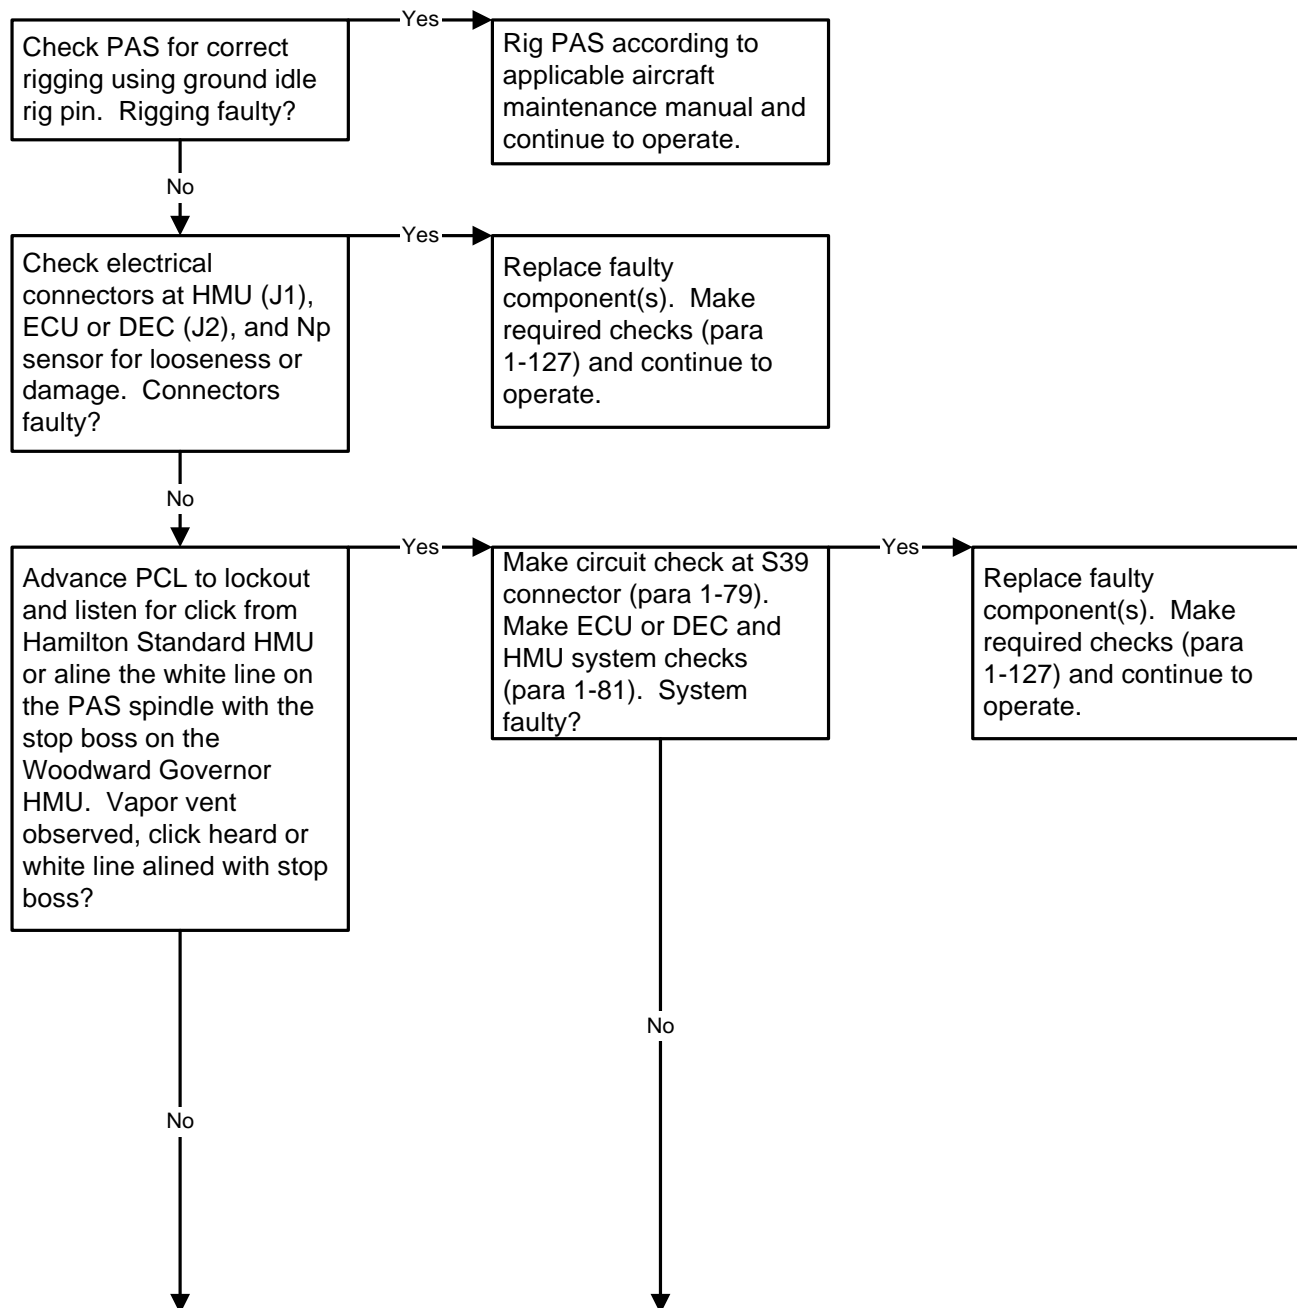 Check PAS for correct
rigging using ground idle
rig pin.  Rigging faulty?
Yes
Rig PAS according to
applicable aircraft
maintenance manual and
continue to operate.
No
Check electrical
connectors at HMU (J1),
ECU or DEC (J2), and Np
sensor for looseness or
damage.  Connectors
faulty?
Yes
Replace faulty
component(s).  Make
required checks (para
1-127) and continue to
operate.
No
Advance PCL to lockout
and listen for click from
Hamilton Standard HMU
or aline the white line on
the PAS spindle with the
stop boss on the
Woodward Governor
HMU.  Vapor vent
observed, click heard or
white line alined with stop
boss?
Yes
Make circuit check at S39
connector (para 1-79).
Make ECU or DEC and
HMU system checks
(para 1-81).  System
faulty?
Yes
Replace faulty
component(s).  Make
required checks (para
1-127) and continue to
operate.
No
No